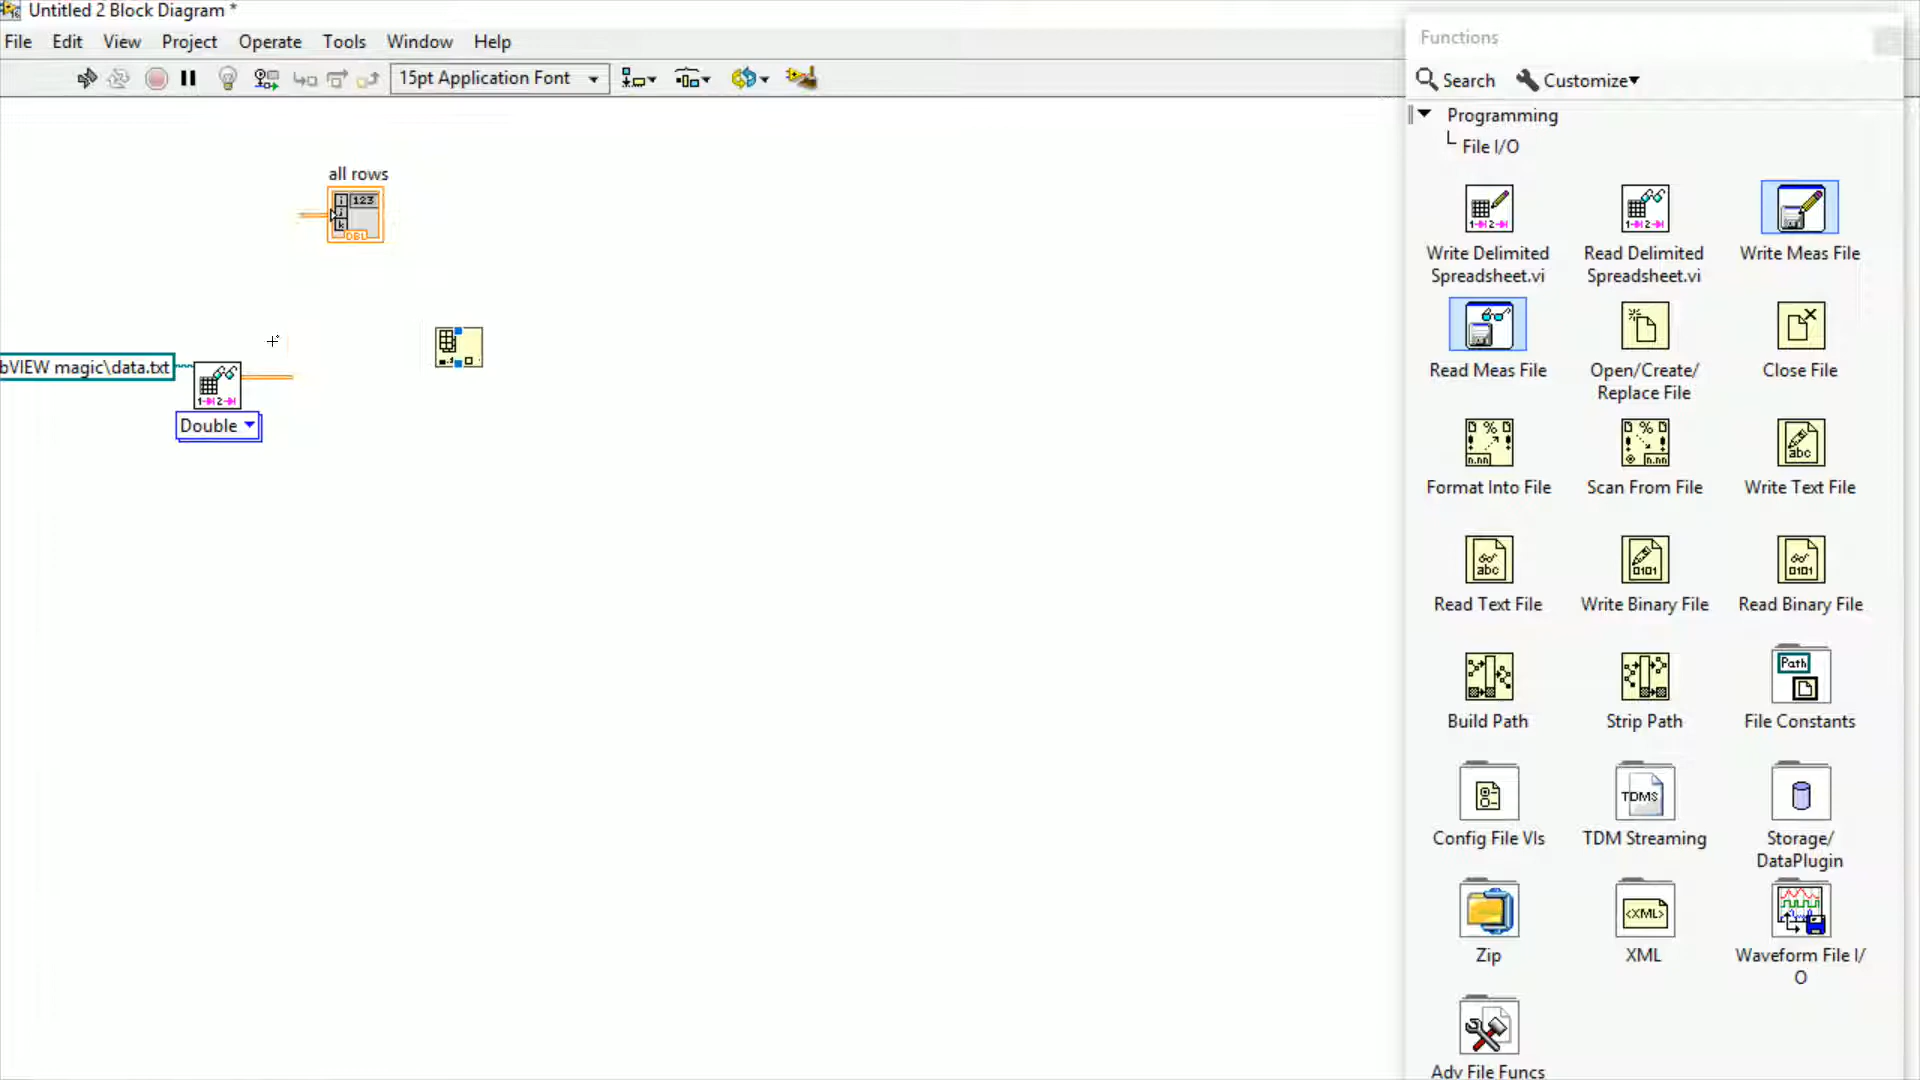 Untitled 2 Block Diagram *
File Edit View Project Operate Tools Window Help
15pt Application Font
all rows
123
DBL
bVIEW magic\data.txt
Double
Functions
Search Customize
Programming
File I/O
Write Delimited Spreadsheet.vi
Read Delimited Spreadsheet.vi
Write Meas File
Read Meas File
Open/Create/
Replace File
Close File
Format Into File
Scan From File
Write Text File
Read Text File
Write Binary File
Read Binary File
Build Path
Strip Path
Path
File Constants
Config File VIs
TDMS
TDM Streaming
Storage/
DataPlugin
Zip
<XML>
XML
Waveform File I/
O
Adv File Funcs